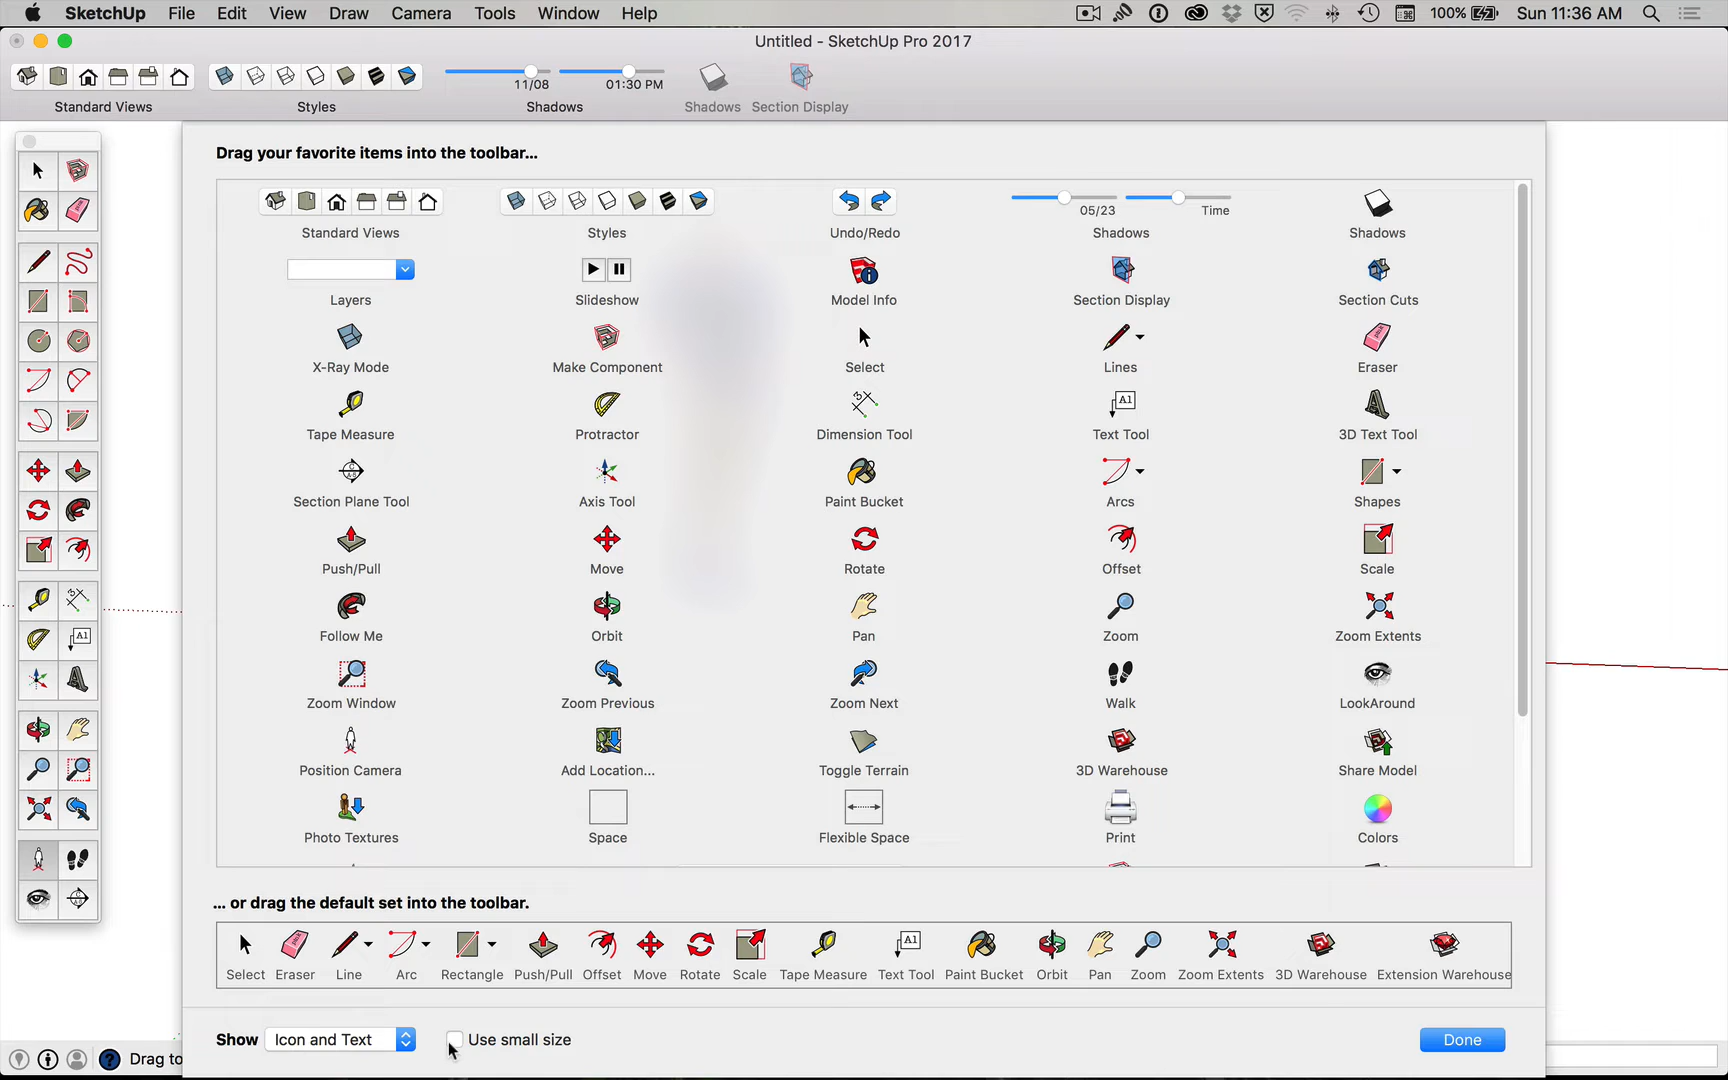 SketchUp File Edit View Draw Camera Tools Window Help 100% Sun 11:36 AM
Untitled - SketchUp Pro 2017
11/08 01:30 PM
Standard Views Styles Shadows Shadows Section Display
Drag your favorite items into the toolbar...
05/23 Time
Standard Views Styles Undo/Redo Shadows Shadows
Layers Slideshow Model Info Section Display Section Cuts
X-Ray Mode Make Component Select Lines Eraser
A1
Tape Measure Protractor Dimension Tool Text Tool 3D Text Tool
Section Plane Tool Axis Tool Paint Bucket Arcs Shapes
Push/Pull Move Rotate Offset Scale
Follow Me Orbit Pan Zoom Zoom Extents
A1
Zoom Window Zoom Previous Zoom Next Walk LookAround
Position Camera Add Location... Toggle Terrain 3D Warehouse Share Model
Photo Textures Space Flexible Space Print Colors
... or drag the default set into the toolbar.
A1
Select Eraser Line Arc Rectangle Push/Pull Offset Move Rotate Scale Tape Measure Text Tool Paint Bucket Orbit Pan Zoom Zoom Extents 3D Warehouse Extension Warehouse
Show Icon and Text Use small size Done
Drag to